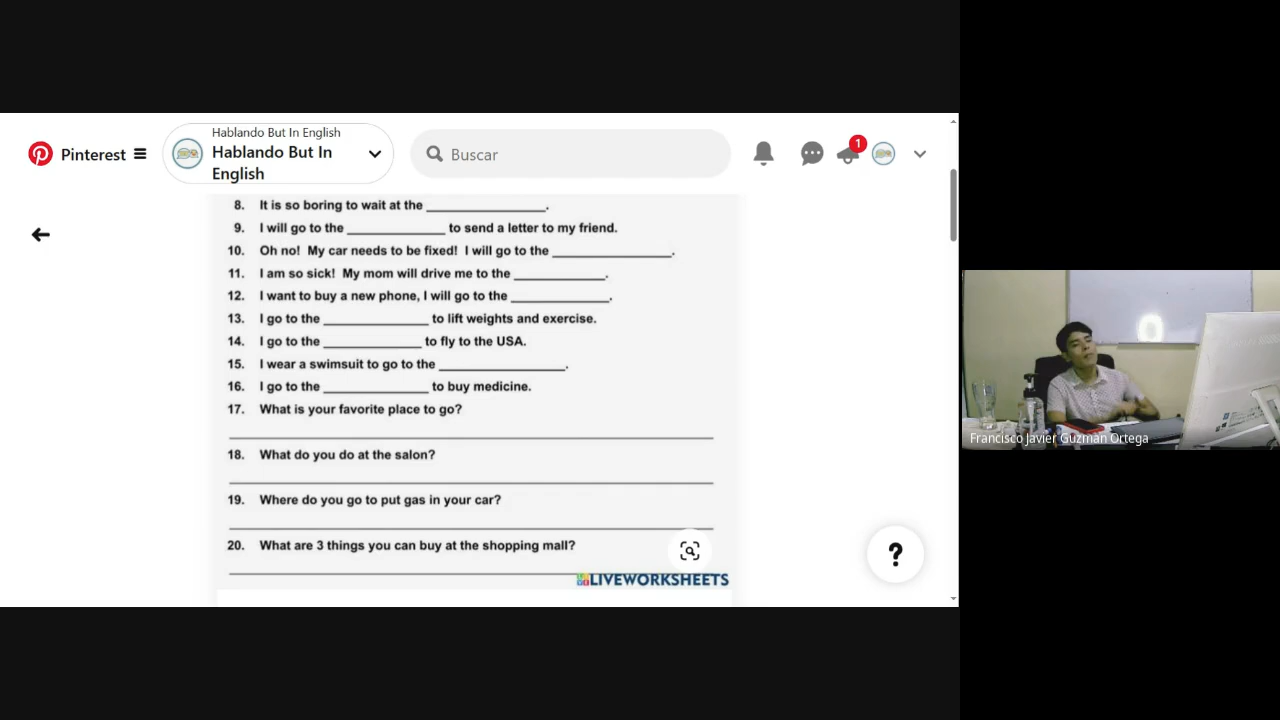 Hablando But In English
Pinterest
Hablando But In
English
Buscar
1
8. It is so boring to wait at the _______________.
9. I will go to the _____________ to send a letter to my friend.
10. Oh no! My car needs to be fixed! I will go to the ________________.
11. I am so sick! My mom will drive me to the ____________.
12. I want to buy a new phone, I will go to the _____________.
13. I go to the ______________ to lift weights and exercise.
14. I go to the _____________ to fly to the USA.
15. I wear a swimsuit to go to the ________________.
16. I go to the ______________ to buy medicine.
17. What is your favorite place to go?
18. What do you do at the salon?
19. Where do you go to put gas in your car?
20. What are 3 things you can buy at the shopping mall?
LIVEWORKSHEETS
?
Francisco Javier Guzmán Ortega